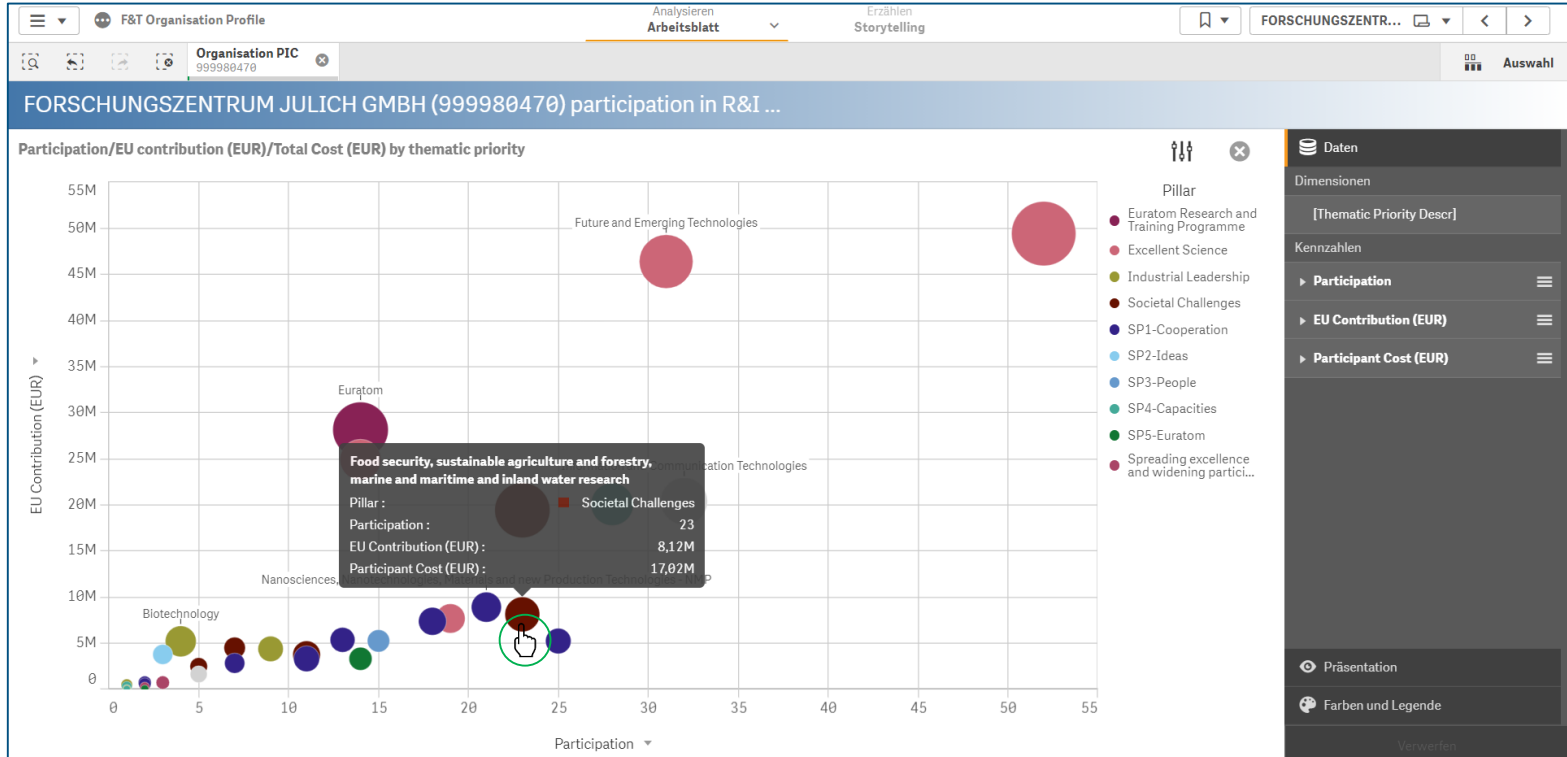 F&T Organisation Profile
Analysieren
Arbeitsblatt
Erzählen
Storytelling
FORSCHUNGSZENTR...
Organisation PIC
999980470
Auswahl
FORSCHUNGSZENTRUM JULICH GMBH (999980470) participation in R&I ...
Participation/EU contribution (EUR)/Total Cost (EUR) by thematic priority
55M
50M
45M
40M
35M
30M
25M
20M
15M
10M
5M
0
EU Contribution (EUR)
Future and Emerging Technologies
Euratom
Communication Technologies
Nanosciences, Nanotechnologies, Materials and new Production Technologies - NMP
Biotechnology
Food security, sustainable agriculture and forestry,
marine and maritime and inland water research
Pillar : Societal Challenges
Participation : 23
EU Contribution (EUR) : 8,12M
Participant Cost (EUR) : 17,02M
0 5 10 15 20 25 30 35 40 45 50 55
Participation
Pillar
Euratom Research and
Training Programme
Excellent Science
Industrial Leadership
Societal Challenges
SP1-Cooperation
SP2-Ideas
SP3-People
SP4-Capacities
SP5-Euratom
Spreading excellence
and widening partici...
Daten
Dimensionen
[Thematic Priority Descr]
Kennzahlen
Participation
EU Contribution (EUR)
Participant Cost (EUR)
Präsentation
Farben und Legende
Verwerfen